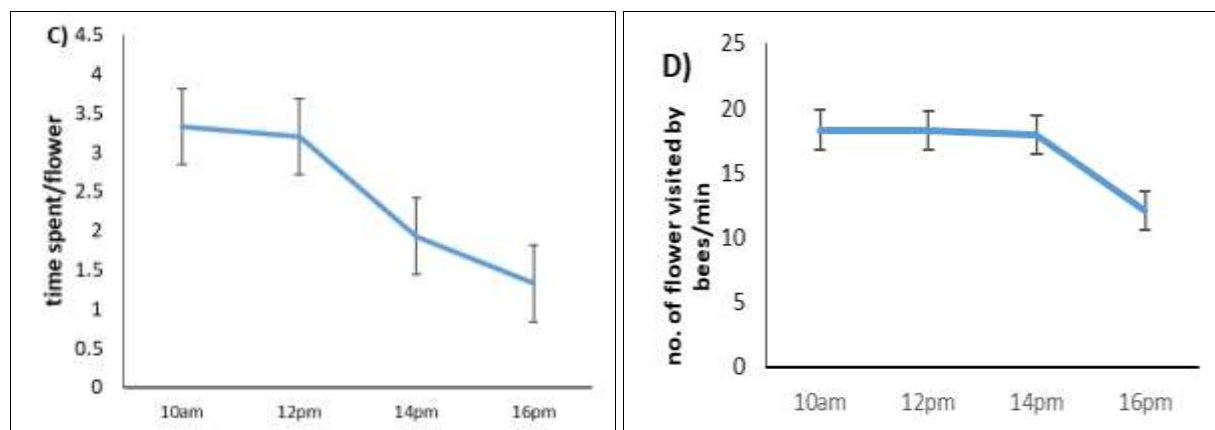 C)
time spent/flower
4.5
4
3.5
3
2.5
2
1.5
1
0.5
0
10am 12pm 14pm 16pm
D)
no. of flower visited by
bees/min
25
20
15
10
5
0
10am 12pm 14pm 16pm